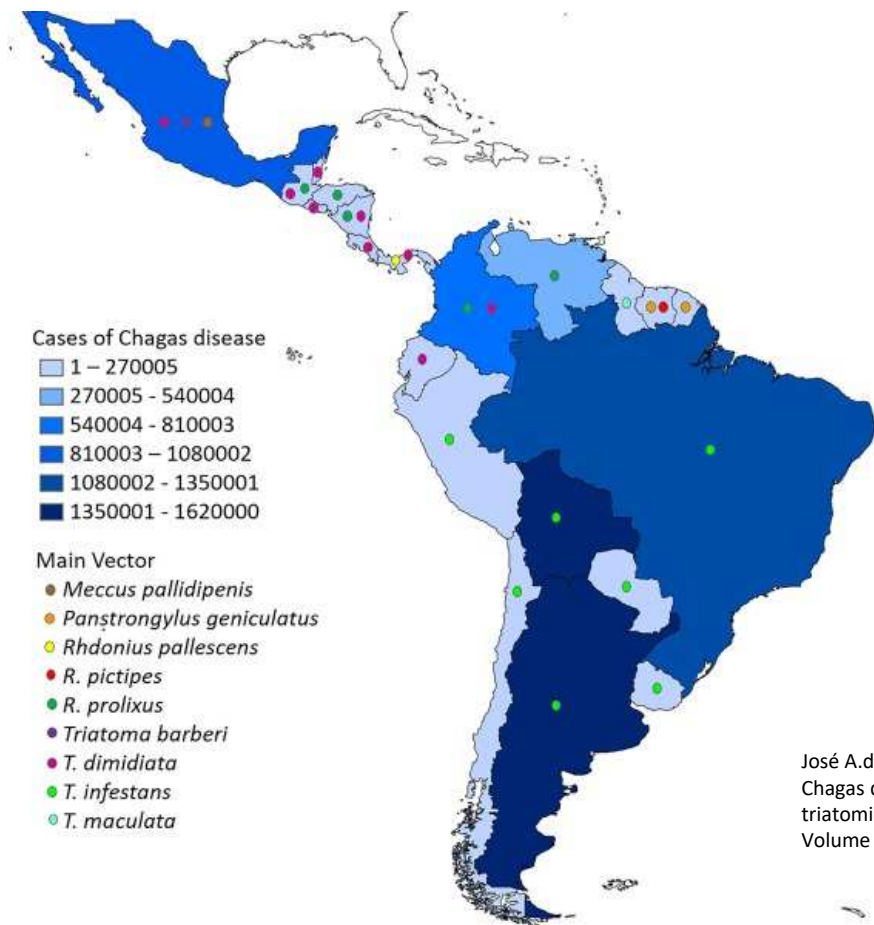 Cases of Chagas disease
1 – 270005
270005 - 540004
540004 - 810003
810003 – 1080002
1080002 - 1350001
1350001 - 1620000
Main Vector
Meccus pallidipenis
Panstrongylus geniculatus
Rhdonius pallescens
R. pictipes
R. prolixus
Triatoma barberi
T. dimidiata
T. infestans
T. maculata
José A.d
Chagas d
triatomi
Volume